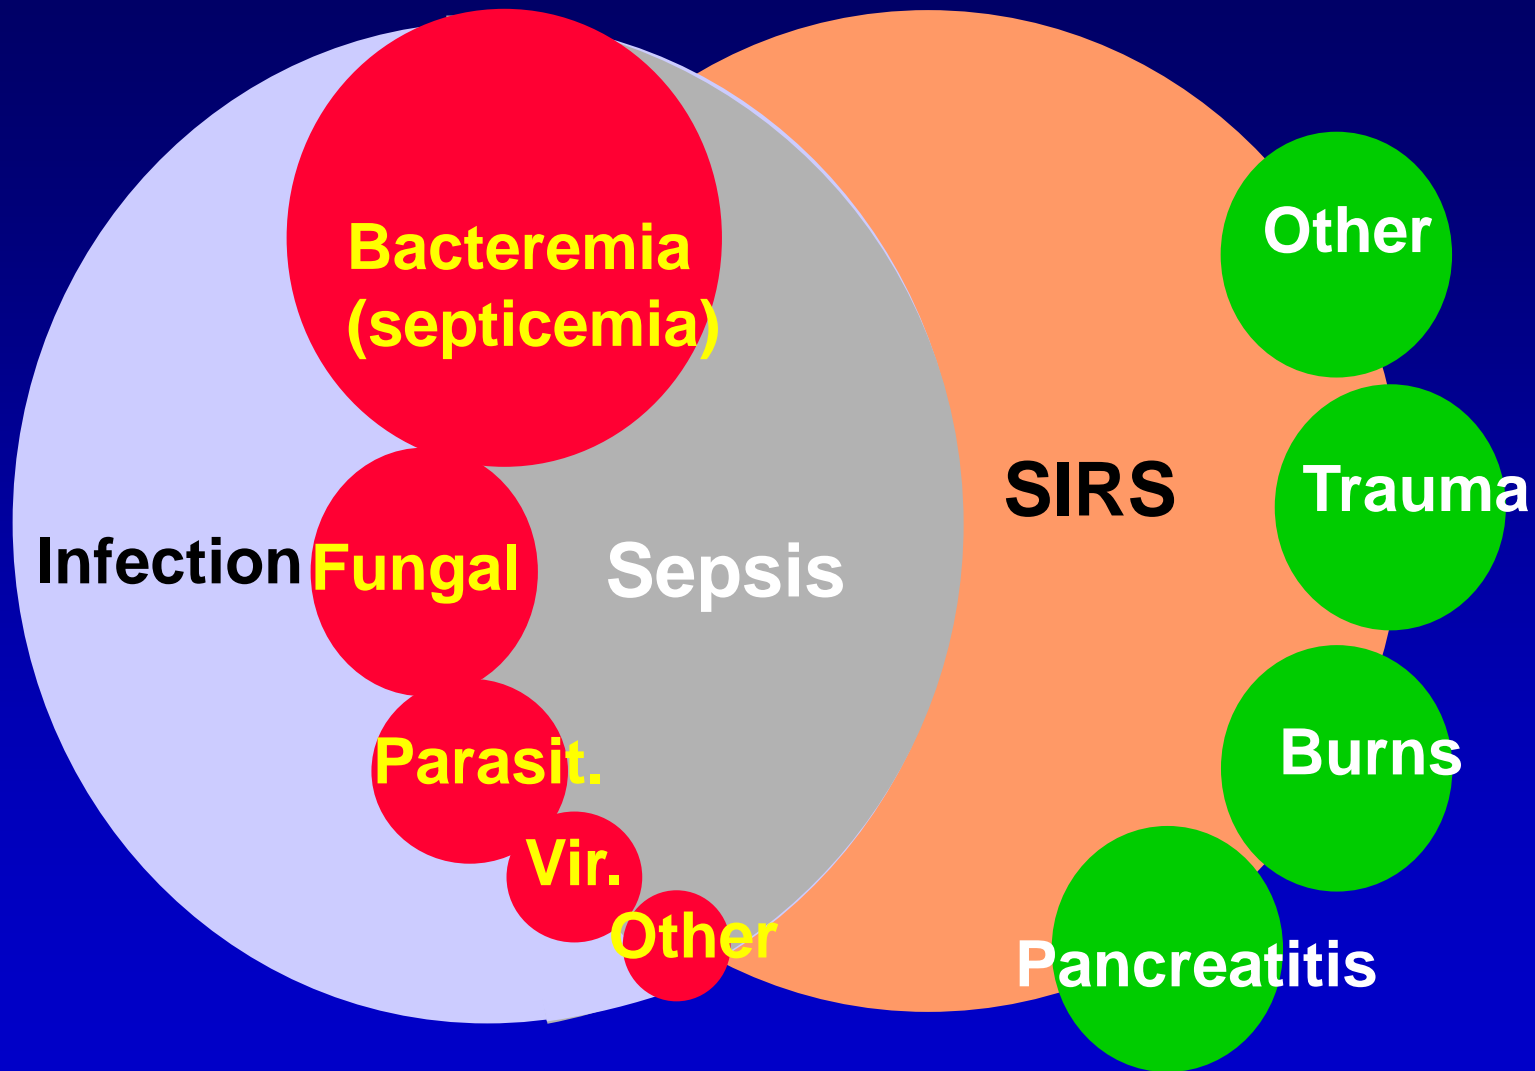 Bacteremia
(septicemia)
Other
SIRS
Trauma
Infection
Fungal
Sepsis
Parasit.
Burns
Vir.
Other
Pancreatitis